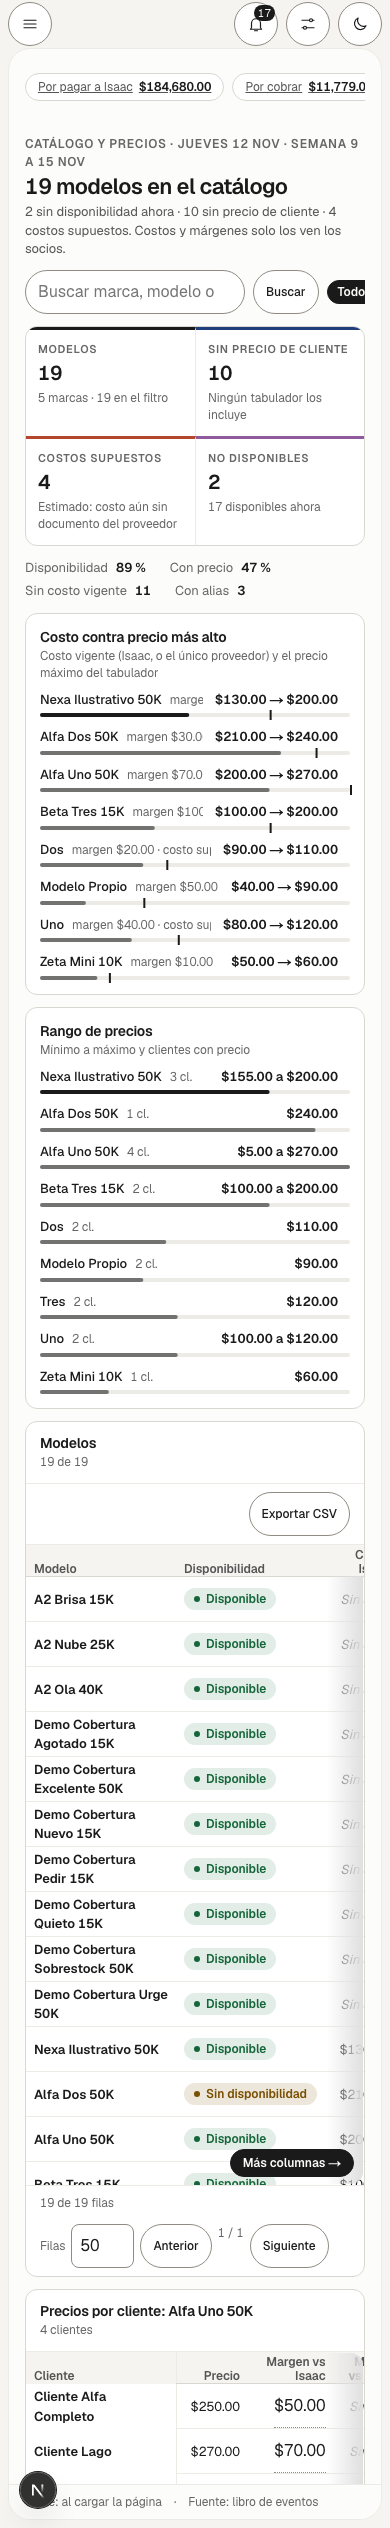 17
Por pagar a Isaac $184,680.00 Por cobrar $11,779.0
CATÁLOGO Y PRECIOS · JUEVES 12 NOV · SEMANA 9
A 15 NOV
19 modelos en el catálogo
2 sin disponibilidad ahora · 10 sin precio de cliente · 4
costos supuestos. Costos y márgenes solo los ven los
socios.
Buscar marca, modelo o Buscar Todo
MODELOS
19
5 marcas · 19 en el filtro
SIN PRECIO DE CLIENTE
10
Ningún tabulador los
incluye
COSTOS SUPUESTOS
4
Estimado: costo aún sin
documento del proveedor
NO DISPONIBLES
2
17 disponibles ahora
Disponibilidad 89 % Con precio 47 %
Sin costo vigente 11 Con alias 3
Costo contra precio más alto
Costo vigente (Isaac, o el único proveedor) y el precio
máximo del tabulador
Nexa Ilustrativo 50K marge $130.00 → $200.00
Alfa Dos 50K margen $30.0 $210.00 → $240.00
Alfa Uno 50K margen $70.0 $200.00 → $270.00
Beta Tres 15K margen $100 $100.00 → $200.00
Dos margen $20.00 · costo sup $90.00 → $110.00
Modelo Propio margen $50.00 $40.00 → $90.00
Uno margen $40.00 · costo sup $80.00 → $120.00
Zeta Mini 10K margen $10.00 $50.00 → $60.00
Rango de precios
Mínimo a máximo y clientes con precio
Nexa Ilustrativo 50K 3 cl. $155.00 a $200.00
Alfa Dos 50K 1 cl. $240.00
Alfa Uno 50K 4 cl. $5.00 a $270.00
Beta Tres 15K 2 cl. $100.00 a $200.00
Dos 2 cl. $110.00
Modelo Propio 2 cl. $90.00
Tres 2 cl. $120.00
Uno 2 cl. $100.00 a $120.00
Zeta Mini 10K 1 cl. $60.00
Modelos
19 de 19
Exportar CSV
Modelo Disponibilidad
A2 Brisa 15K Disponible Sin
A2 Nube 25K Disponible Sin
A2 Ola 40K Disponible Sin
Demo Cobertura
Agotado 15K Disponible Sin
Demo Cobertura
Excelente 50K Disponible Sin
Demo Cobertura
Nuevo 15K Disponible Sin
Demo Cobertura
Pedir 15K Disponible Sin
Demo Cobertura
Quieto 15K Disponible Sin
Demo Cobertura
Sobrestock 50K Disponible Sin
Demo Cobertura Urge
50K Disponible Sin
Nexa Ilustrativo 50K Disponible
Alfa Dos 50K Sin disponibilidad
Alfa Uno 50K Disponible
Más columnas →
Beta Tres 15K Disponible
19 de 19 filas
Filas 50 Anterior 1 / 1 Siguiente
Precios por cliente: Alfa Uno 50K
4 clientes
Cliente Precio Margen vs
Isaac
Cliente Alfa
Completo $250.00 $50.00
Cliente Lago $270.00 $70.00
N
al cargar la página · Fuente: libro de eventos